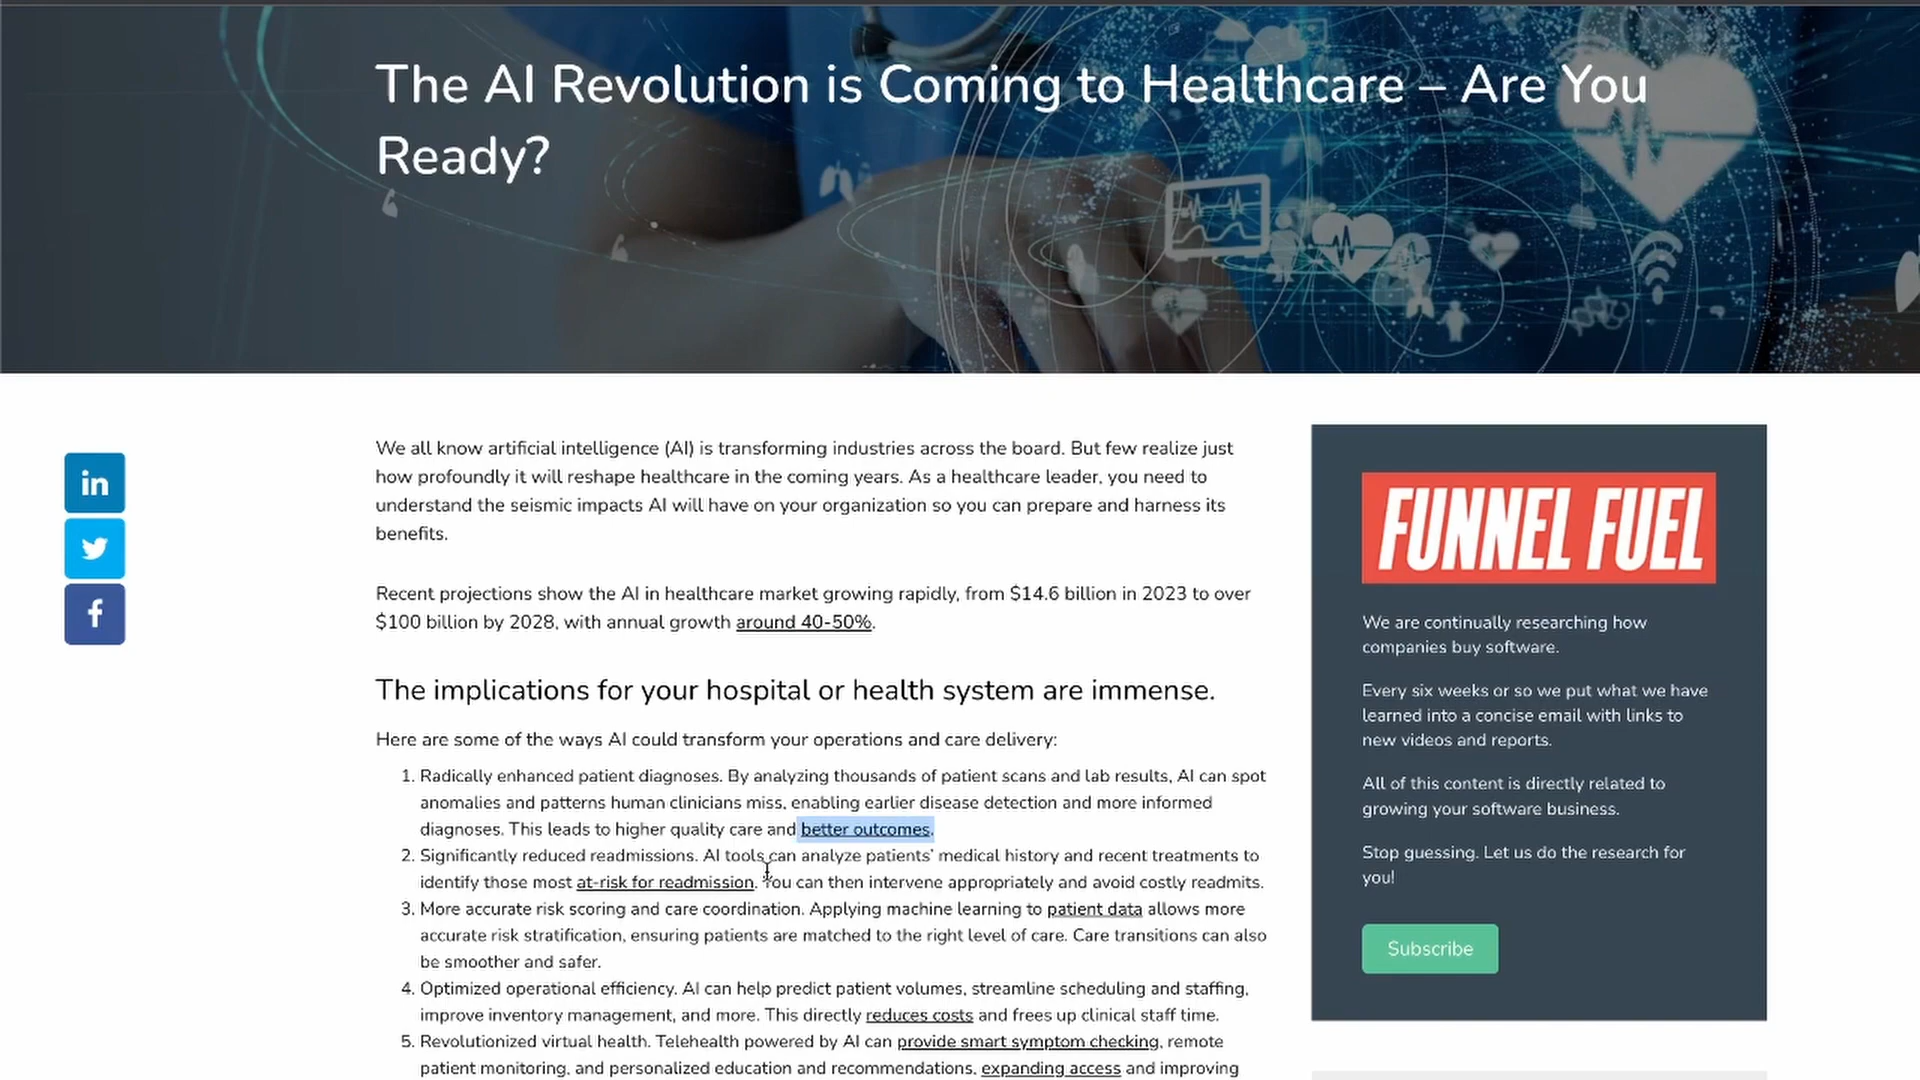 The AI Revolution is Coming to Healthcare – Are You
Ready?
in
f
We all know artificial intelligence (AI) is transforming industries across the board. But few realize just
how profoundly it will reshape healthcare in the coming years. As a healthcare leader, you need to
understand the seismic impacts AI will have on your organization so you can prepare and harness its
benefits.
Recent projections show the AI in healthcare market growing rapidly, from $14.6 billion in 2023 to over
$100 billion by 2028, with annual growth around 40-50%.
The implications for your hospital or health system are immense.
Here are some of the ways AI could transform your operations and care delivery:
1. Radically enhanced patient diagnoses. By analyzing thousands of patient scans and lab results, AI can spot
anomalies and patterns human clinicians miss, enabling earlier disease detection and more informed
diagnoses. This leads to higher quality care and better outcomes.
2. Significantly reduced readmissions. AI tools can analyze patients' medical history and recent treatments to
identify those most at-risk for readmission. You can then intervene appropriately and avoid costly readmits.
3. More accurate risk scoring and care coordination. Applying machine learning to patient data allows more
accurate risk stratification, ensuring patients are matched to the right level of care. Care transitions can also
be smoother and safer.
4. Optimized operational efficiency. AI can help predict patient volumes, streamline scheduling and staffing,
improve inventory management, and more. This directly reduces costs and frees up clinical staff time.
5. Revolutionized virtual health. Telehealth powered by AI can provide smart symptom checking, remote
patient monitoring, and personalized education and recommendations, expanding access and improving
FUNNEL FUEL
We are continually researching how
companies buy software.
Every six weeks or so we put what we have
learned into a concise email with links to
new videos and reports.
All of this content is directly related to
growing your software business.
Stop guessing. Let us do the research for
you!
Subscribe